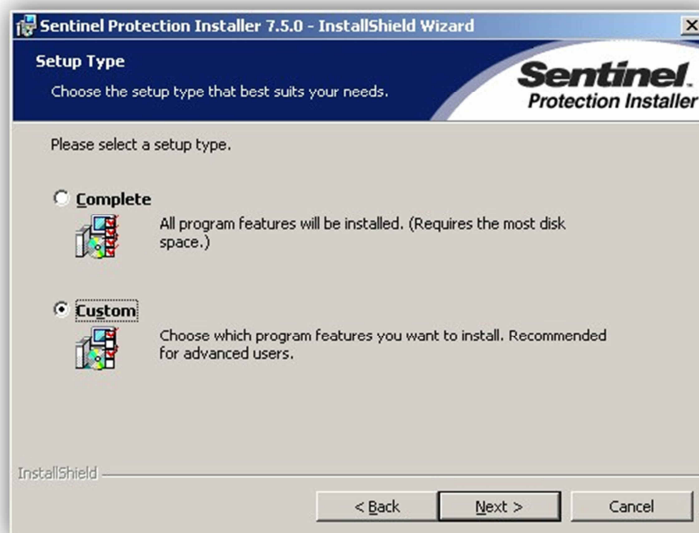 Sentinel Protection Installer 7.5.0 - InstallShield Wizard
Setup Type
Choose the setup type that best suits your needs.
Sentinel.
Protection Installer
Please select a setup type.
Complete
All program features will be installed. (Requires the most disk
space.)
Custom
Choose which program features you want to install. Recommended
for advanced users.
InstallShield
< Back
Next >
Cancel